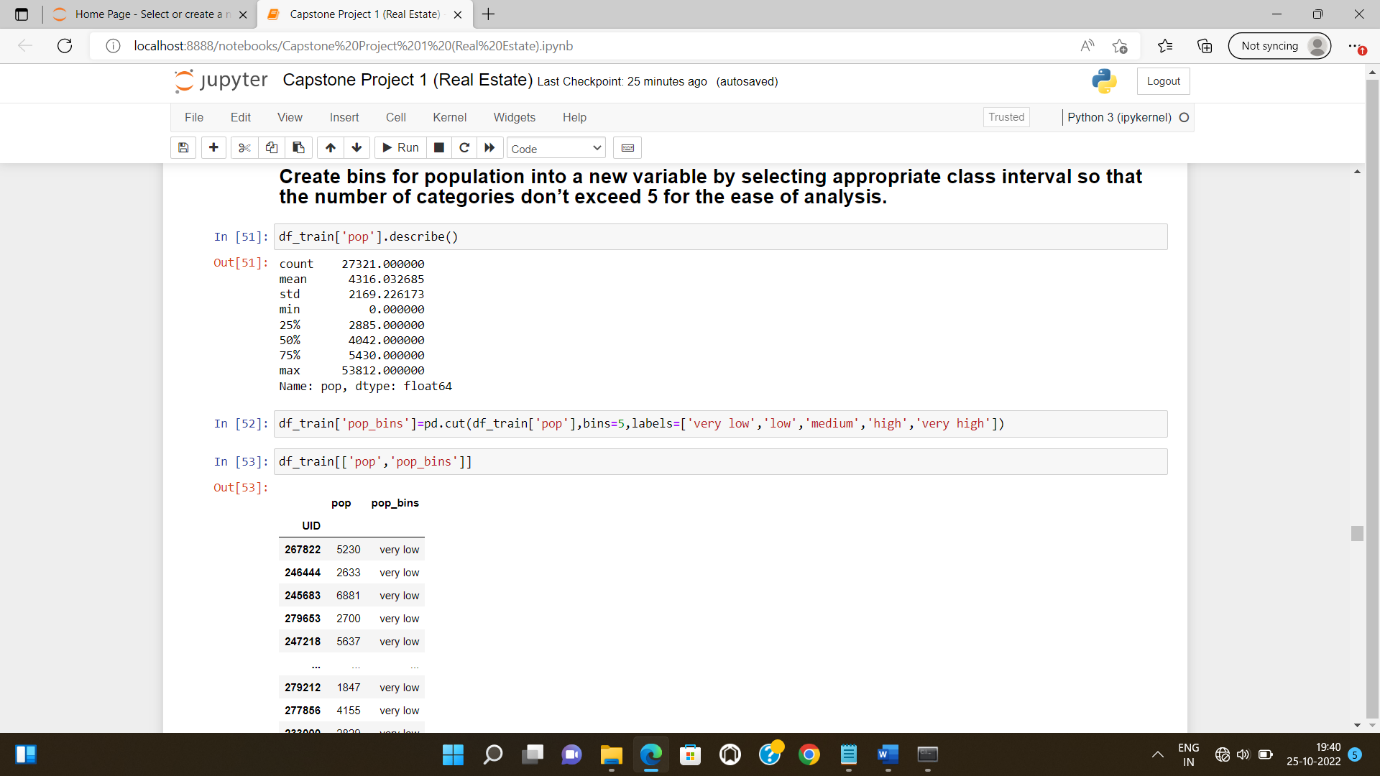 Home Page - Select or create a n
Capstone Project 1 (Real Estate)
localhost:8888/notebooks/Capstone%20Project%201%20(Real%20Estate).ipynb
Not syncing
jupyter Capstone Project 1 (Real Estate) Last Checkpoint: 25 minutes ago (autosaved)
Logout
File Edit View Insert Cell Kernel Widgets Help
Trusted
Python 3 (ipykernel)
Run
Code
Create bins for population into a new variable by selecting appropriate class interval so that
the number of categories don’t exceed 5 for the ease of analysis.
In [51]: df_train['pop'].describe()
Out[51]: count 27321.000000
mean 4316.032685
std 2169.226173
min 0.000000
25% 2885.000000
50% 4042.000000
75% 5430.000000
max 53812.000000
Name: pop, dtype: float64
In [52]: df_train['pop_bins']=pd.cut(df_train['pop'],bins=5,labels=['very low','low','medium','high','very high'])
In [53]: df_train[['pop','pop_bins']]
Out[53]:
pop pop_bins
UID
267822 5230 very low
246444 2633 very low
245683 6881 very low
279653 2700 very low
247218 5637 very low
... ... ...
279212 1847 very low
277856 4155 very low
ENG
IN
19:40
25-10-2022
5